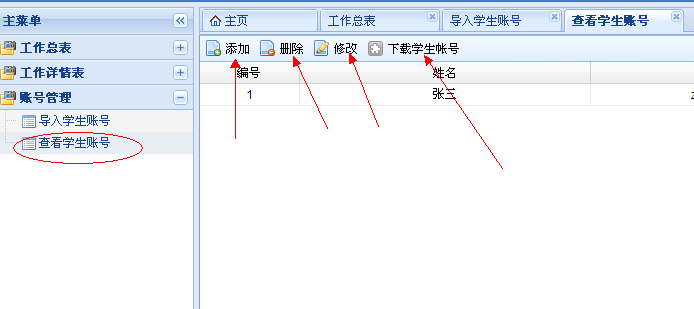 主菜单
工作总表
工作详情表
账号管理
导入学生账号
查看学生账号
主页 工作总表 导入学生账号 查看学生账号
添加 删除 修改 下载学生帐号
编号 姓名
1 张三 2